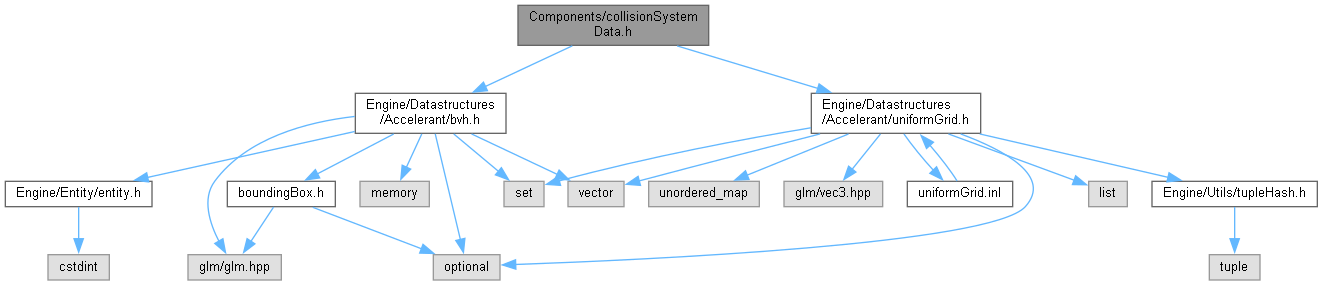 Components/collisionSystem
Data.h
Engine/Datastructures
/Accelerant/bvh.h
Engine/Datastructures
/Accelerant/uniformGrid.h
Engine/Entity/entity.h
boundingBox.h
memory
set
vector
unordered_map
glm/vec3.hpp
uniformGrid.inl
list
Engine/Utils/tupleHash.h
cstdint
glm/glm.hpp
optional
tuple